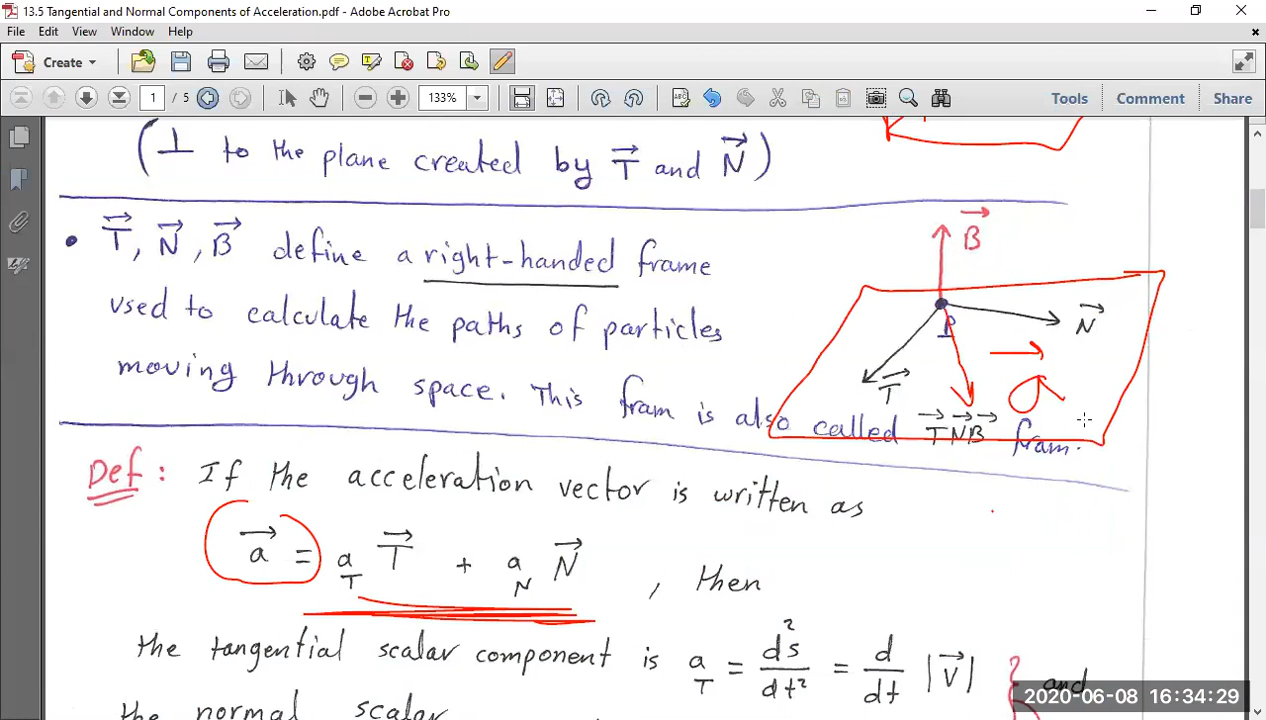 13.5 Tangential and Normal Components of Acceleration.pdf - Adobe Acrobat Pro
File Edit View Window Help
Create
1 / 5 133% Tools Comment Share
(⊥ to the plane created by T⃗ and N⃗)
• T⃗, N⃗, B⃗ define a right-handed frame
used to calculate the paths of particles
moving through space. This fram is also called T⃗N⃗B⃗ fram.
B⃗
P
N⃗
T⃗
a⃗
Def: If the acceleration vector is written as
a⃗ = a_T T⃗ + a_N N⃗, then
the tangential scalar component is a_T = d²s/dt² = d/dt |v⃗| and
the normal scalar
2020-06-08 16:34:29